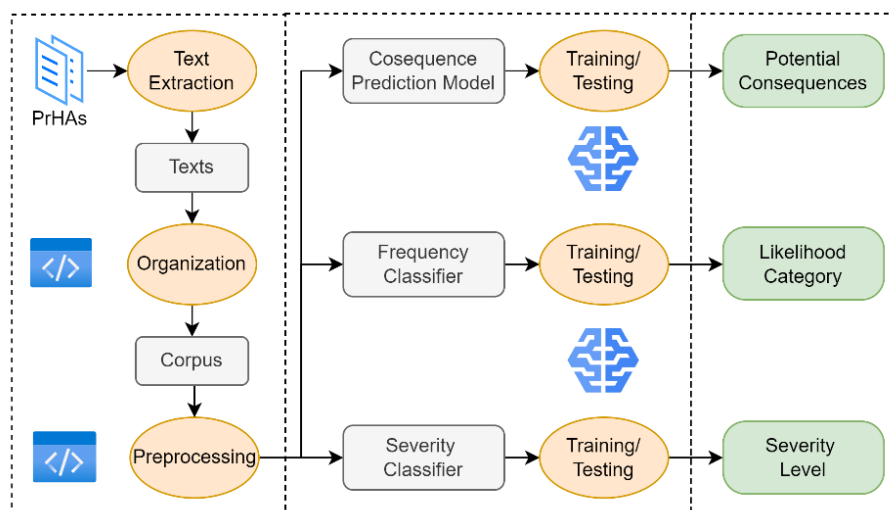 PrHAs
Text
Extraction
Texts
Organization
Corpus
Preprocessing
Cosequence
Prediction Model
Training/
Testing
Potential
Consequences
Frequency
Classifier
Training/
Testing
Likelihood
Category
Severity
Classifier
Training/
Testing
Severity
Level